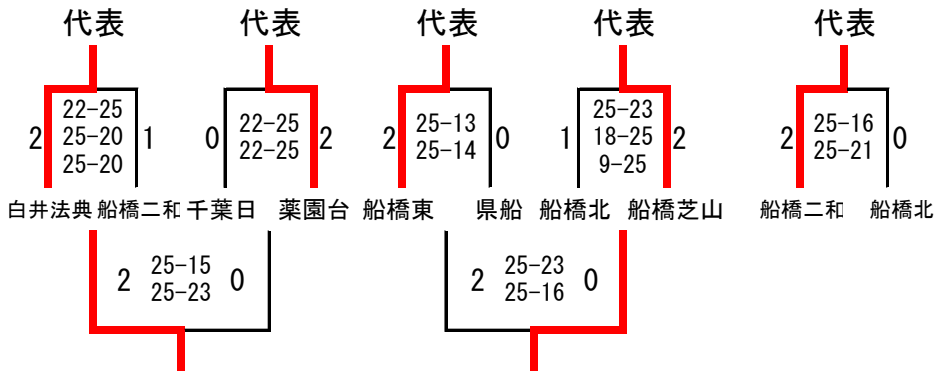 代表 代表 代表 代表 代表
2 22-25 25-20 25-20 1
0 22-25 22-25 2
2 25-13 25-14 0
1 25-23 18-25 9-25 2
2 25-16 25-21 0
白井法典 船橋二和 千葉日 薬園台 船橋東 県船 船橋北 船橋芝山 船橋二和 船橋北
2 25-15 25-23 0
2 25-23 25-16 0